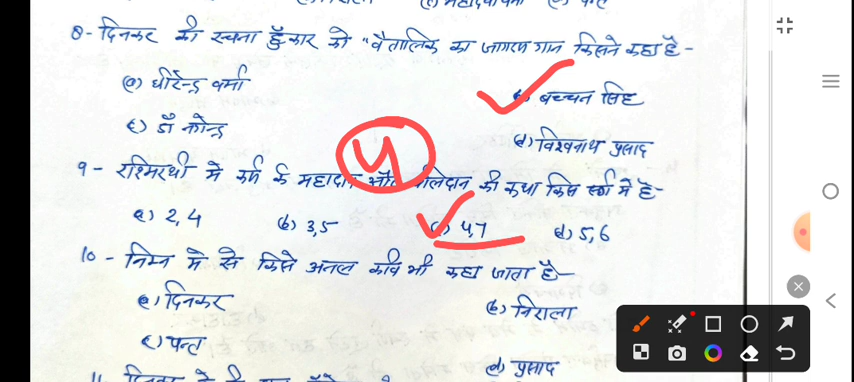 8- दिनकर की रचना हुँकार को "वैतालिक का जागरण गान किसने कहा है-
(a) धीरेन्द्र वर्मा
बच्चन सिंह
c) डॉ नगेन्द्र
(d) विश्वनाथ प्रसाद
9- रश्मिरथी में कर्ण के महादान और बलिदान की कथा किस सर्ग में है-
a) 2,4
(b) 3,5
(c) 4,7
d) 5,6
10- निम्न में से किसे अनल कवि भी कहा जाता है-
a) दिनकर
(b) निराला
c) पन्त
(d) प्रसाद